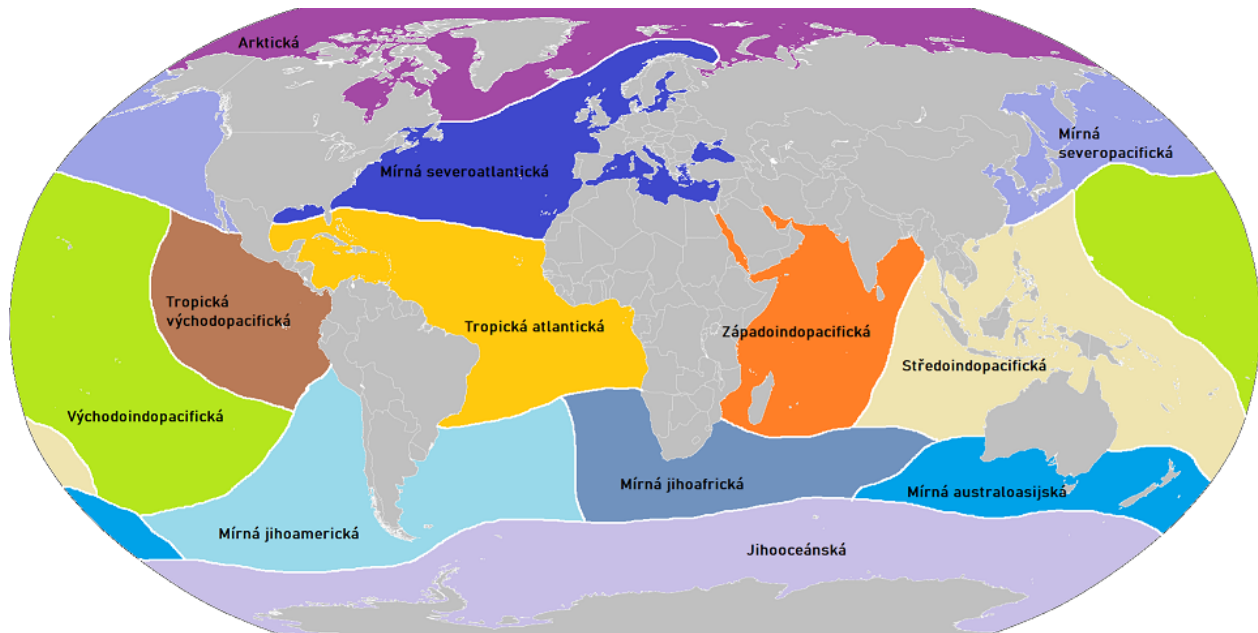 Arktická
Mírná
severopacifická
Mírná severoatlantická
Tropická
východopacifická
Tropická atlantická
Západoindopacifická
Středoindopacifická
Východoindopacifická
Mírná jihoafrická
Mírná australoasijská
Mírná jihoamerická
Jihooceánská